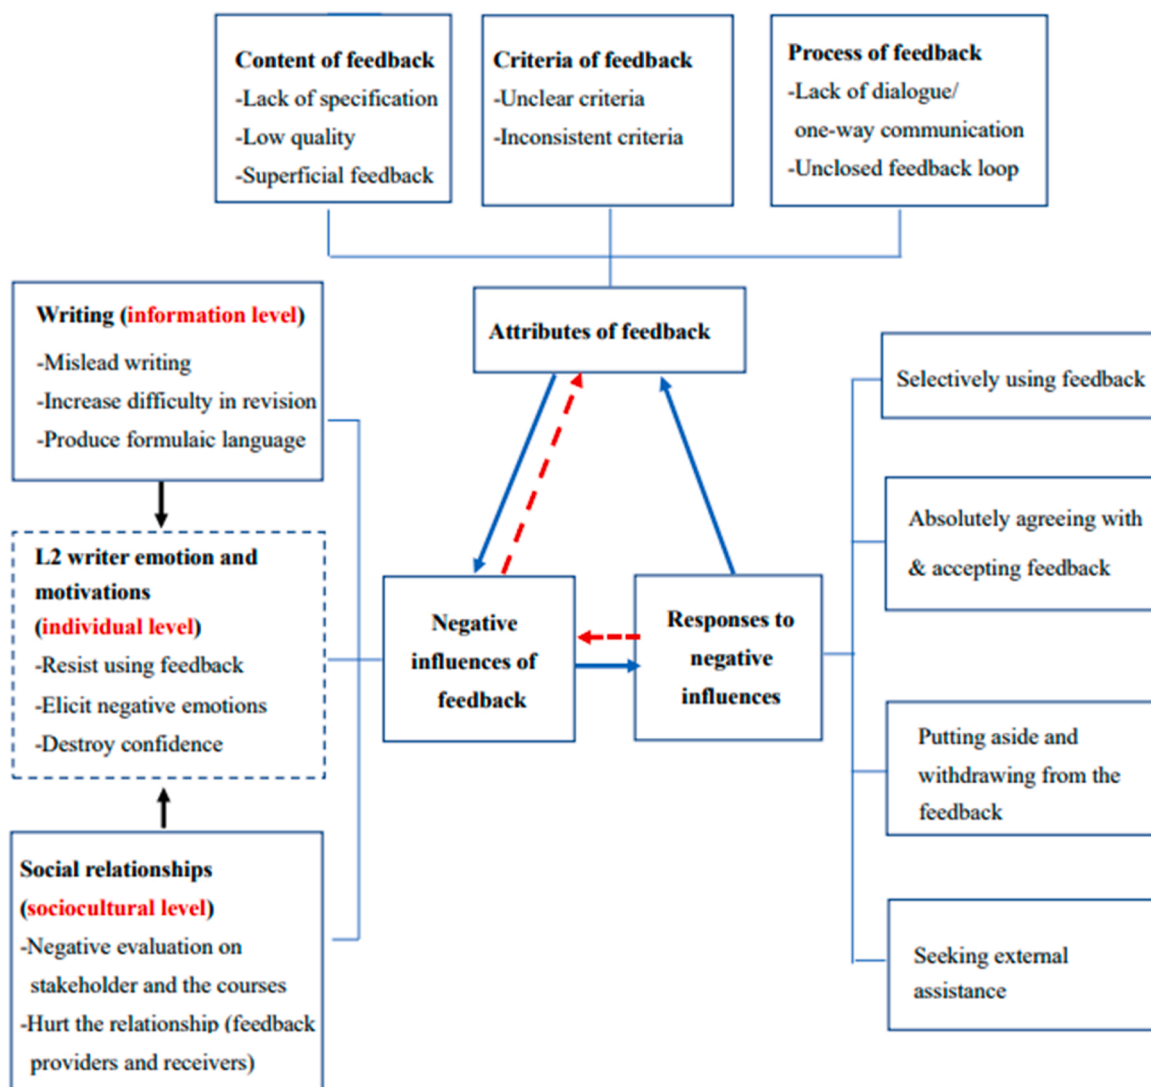 Content of feedback
-Lack of specification
-Low quality
-Superficial feedback
Criteria of feedback
-Unclear criteria
-Inconsistent criteria
Process of feedback
-Lack of dialogue/
one-way communication
-Unclosed feedback loop
Attributes of feedback
Writing (information level)
-Mislead writing
-Increase difficulty in revision
-Produce formulaic language
L2 writer emotion and
motivations
(individual level)
-Resist using feedback
-Elicit negative emotions
-Destroy confidence
Social relationships
(sociocultural level)
-Negative evaluation on
stakeholder and the courses
-Hurt the relationship (feedback
providers and receivers)
Negative
influences of
feedback
Responses to
negative
influences
Selectively using feedback
Absolutely agreeing with
& accepting feedback
Putting aside and
withdrawing from the
feedback
Seeking external
assistance